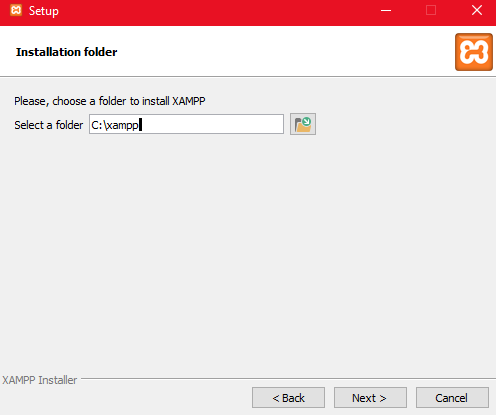 Setup
Installation folder
Please, choose a folder to install XAMPP
Select a folder C:\xampp
XAMPP Installer
< Back Next > Cancel